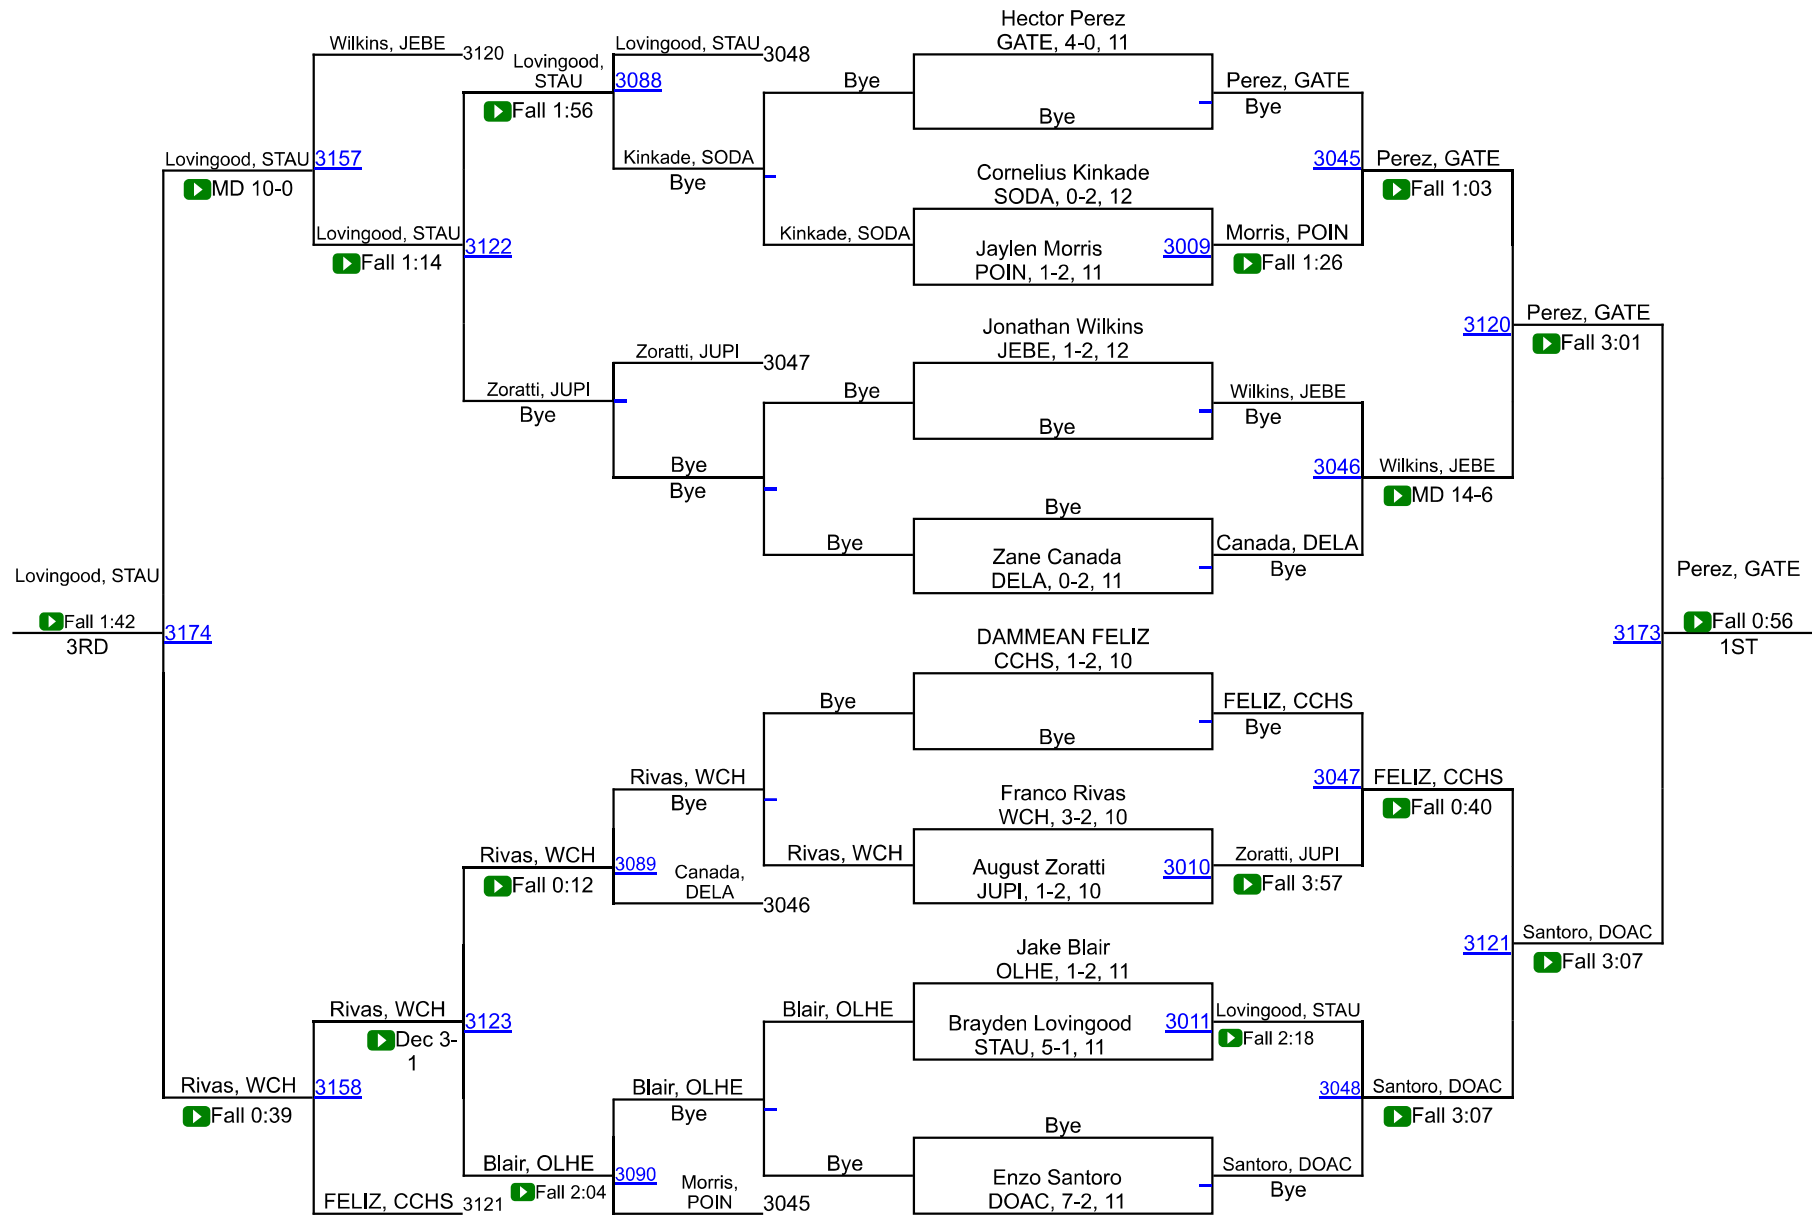 Hector Perez
GATE, 4-0, 11
Wilkins, JEBE
3120
Lovingood, STAU
3048
Lovingood,
STAU
3088
Fall 1:56
Bye
Perez, GATE
Bye
Bye
Lovingood, STAU
3157
MD 10-0
Kinkade, SODA
Bye
Cornelius Kinkade
SODA, 0-2, 12
3045
Perez, GATE
Fall 1:03
Lovingood, STAU
3122
Fall 1:14
Kinkade, SODA
Jaylen Morris
POIN, 1-2, 11
3009
Morris, POIN
Fall 1:26
Jonathan Wilkins
JEBE, 1-2, 12
3120
Perez, GATE
Fall 3:01
Zoratti, JUPI
3047
Zoratti, JUPI
Bye
Bye
Wilkins, JEBE
Bye
Bye
Bye
Bye
3046
Wilkins, JEBE
MD 14-6
Bye
Bye
Zane Canada
DELA, 0-2, 11
Canada, DELA
Bye
Lovingood, STAU
Fall 1:42
3RD
3174
Perez, GATE
3173
Fall 0:56
1ST
DAMMEAN FELIZ
CCHS, 1-2, 10
Bye
FELIZ, CCHS
Bye
Bye
Rivas, WCH
Bye
Franco Rivas
WCH, 3-2, 10
3047
FELIZ, CCHS
Fall 0:40
Rivas, WCH
Fall 0:12
3089
Canada,
DELA
3046
Rivas, WCH
August Zoratti
JUPI, 1-2, 10
3010
Zoratti, JUPI
Fall 3:57
Jake Blair
OLHE, 1-2, 11
3121
Santoro, DOAC
Fall 3:07
Rivas, WCH
Dec 3-
1
3123
Blair, OLHE
Brayden Lovingood
STAU, 5-1, 11
3011
Lovingood, STAU
Fall 2:18
Rivas, WCH
3158
Fall 0:39
Blair, OLHE
Bye
3048
Santoro, DOAC
Fall 3:07
Bye
Blair, OLHE
Fall 2:04
3090
Morris,
POIN
3045
Bye
Enzo Santoro
DOAC, 7-2, 11
Santoro, DOAC
Bye
FELIZ, CCHS
3121